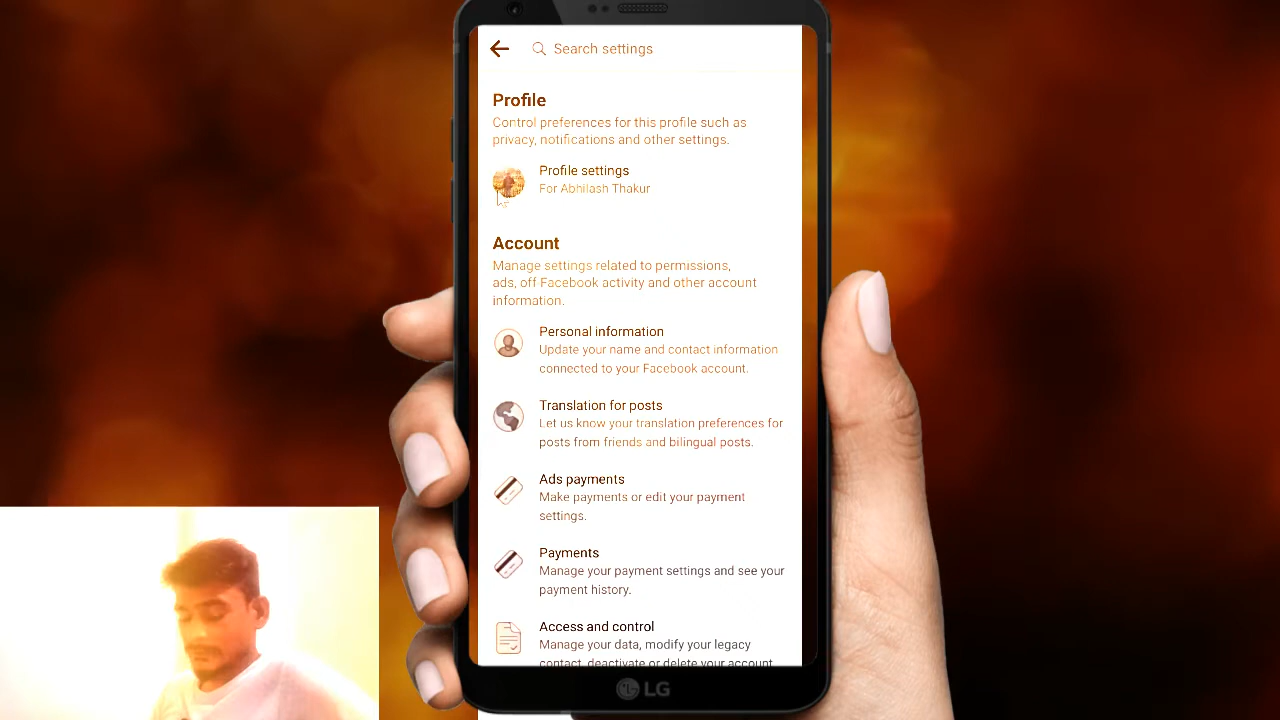 Search settings
Profile
Control preferences for this profile such as
privacy, notifications and other settings.
Profile settings
For Abhilash Thakur
Account
Manage settings related to permissions,
ads, off Facebook activity and other account
information.
Personal information
Update your name and contact information
connected to your Facebook account.
Translation for posts
Let us know your translation preferences for
posts from friends and bilingual posts.
Ads payments
Make payments or edit your payment
settings.
Payments
Manage your payment settings and see your
payment history.
Access and control
Manage your data, modify your legacy
contact, deactivate or delete your account
LG